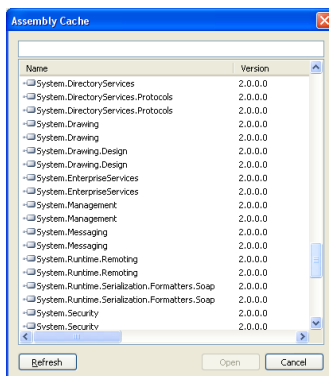 Assembly Cache
Name Version
System.DirectoryServices 2.0.0.0
System.DirectoryServices.Protocols 2.0.0.0
System.DirectoryServices.Protocols 2.0.0.0
System.Drawing 2.0.0.0
System.Drawing 2.0.0.0
System.Drawing.Design 2.0.0.0
System.Drawing.Design 2.0.0.0
System.EnterpriseServices 2.0.0.0
System.EnterpriseServices 2.0.0.0
System.Management 2.0.0.0
System.Management 2.0.0.0
System.Messaging 2.0.0.0
System.Messaging 2.0.0.0
System.Runtime.Remoting 2.0.0.0
System.Runtime.Remoting 2.0.0.0
System.Runtime.Serialization.Formatters.Soap 2.0.0.0
System.Runtime.Serialization.Formatters.Soap 2.0.0.0
System.Security 2.0.0.0
System.Security 2.0.0.0
Refresh Open Cancel